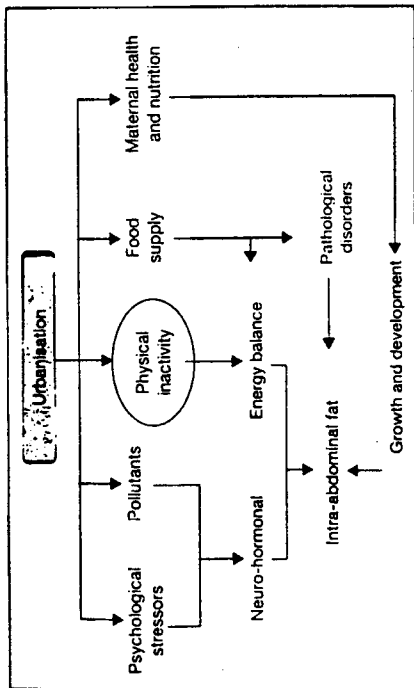 Urbanisation
Psychological
stressors
Pollutants
Physical
inactivity
Food
supply
Maternal health
and nutrition
Neuro-hormonal
Energy balance
Pathological
disorders
Intra-abdominal fat
Growth and development